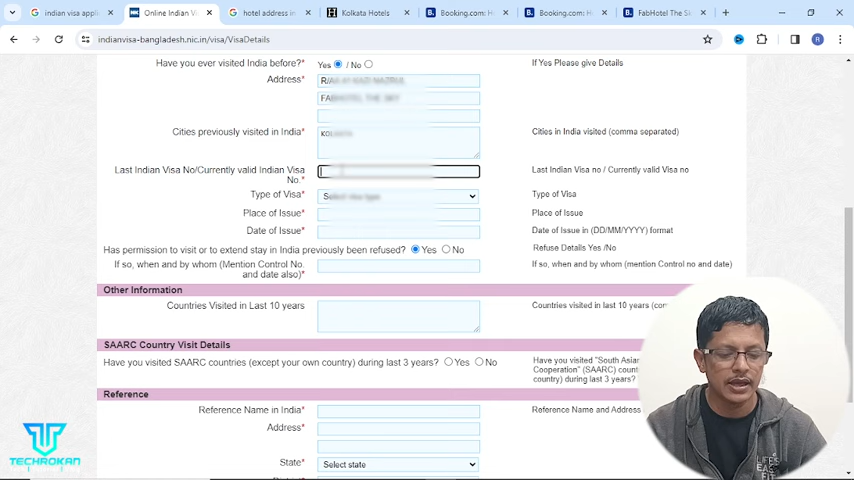 indian visa appli
Online Indian Vi
hotel address in
Kolkata Hotels
Booking.com: H
Booking.com: H
FabHotel The Sk
indianvisa-bangladesh.nic.in/visa/VisaDetails
Have you ever visited India before? Yes / No If Yes Please give Details
Address*
FABHOTEL THE SKY
Cities previously visited in India* KOLKATA Cities in India visited (comma separated)
Last Indian Visa No/Currently valid Indian Visa Last Indian Visa no / Currently valid Visa no
No.*
Type of Visa* Select visa type Type of Visa
Place of Issue* Place of Issue
Date of Issue* Date of Issue in (DD/MM/YYYY) format
Has permission to visit or to extend stay in India previously been refused? Yes No Refuse Details Yes /No
If so, when and by whom (Mention Control No. If so, when and by whom (mention Control no and date)
and date also)*
Other Information
Countries Visited in Last 10 years Countries visited in last 10 years
SAARC Country Visit Details
Have you visited SAARC countries (except your own country) during last 3 years? Yes No Have you visited "South Asian
Cooperation" (SAARC)
country) during last 3 years?
Reference
Reference Name in India* Reference Name and Address
Address*
State* Select state
TECHROKAN